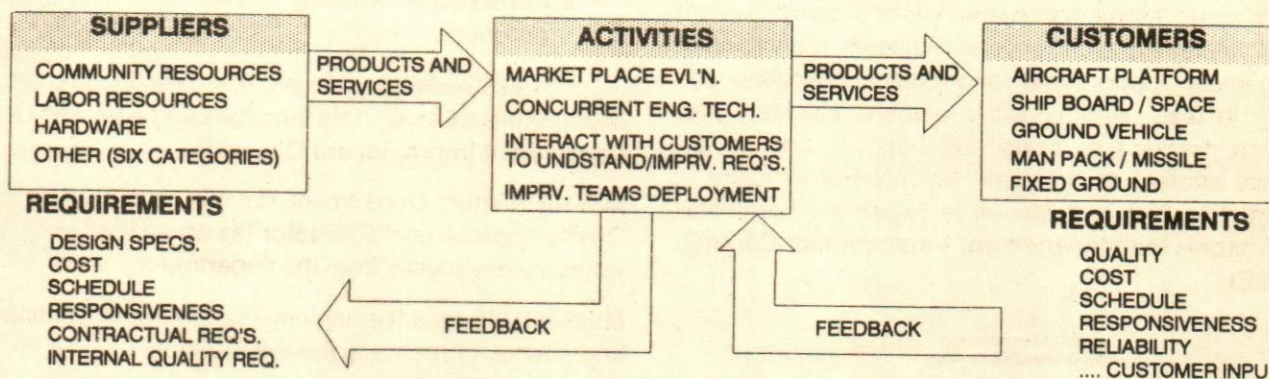 SUPPLIERS
COMMUNITY RESOURCES
LABOR RESOURCES
HARDWARE
OTHER (SIX CATEGORIES)
PRODUCTS AND
SERVICES
ACTIVITIES
MARKET PLACE EVL'N.
CONCURRENT ENG. TECH.
INTERACT WITH CUSTOMERS
TO UNDSTAND/IMPRV. REQ'S.
IMPRV. TEAMS DEPLOYMENT
PRODUCTS AND
SERVICES
CUSTOMERS
AIRCRAFT PLATFORM
SHIP BOARD / SPACE
GROUND VEHICLE
MAN PACK / MISSILE
FIXED GROUND
REQUIREMENTS
DESIGN SPECS.
COST
SCHEDULE
RESPONSIVENESS
CONTRACTUAL REQ'S.
INTERNAL QUALITY REQ.
FEEDBACK
FEEDBACK
REQUIREMENTS
QUALITY
COST
SCHEDULE
RESPONSIVENESS
RELIABILITY
.... CUSTOMER INPU